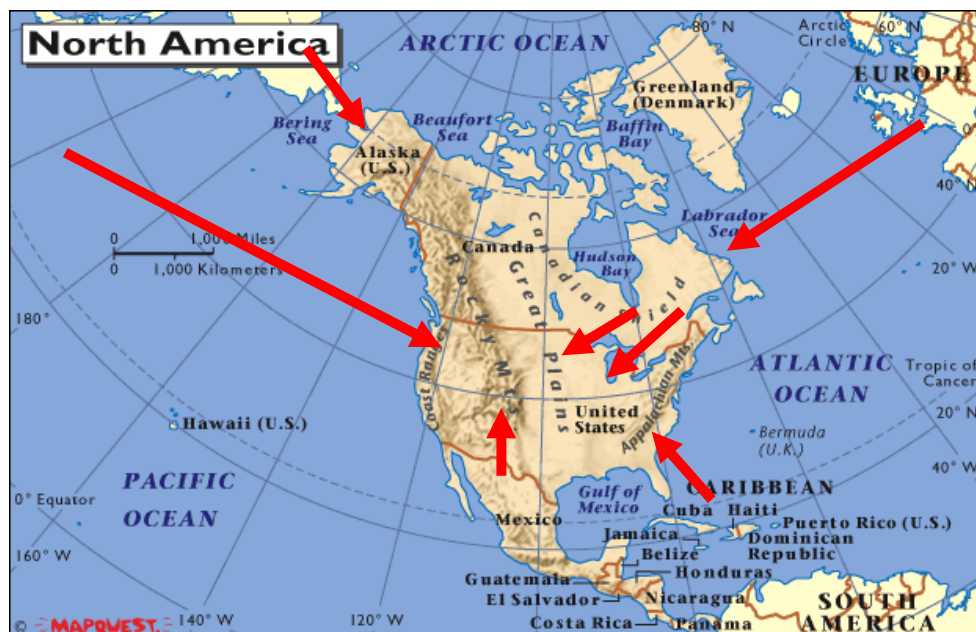 North America
ARCTIC OCEAN
80° N
Arctic
Circle
60° N
EUROPE
0°
Greenland
(Denmark)
Bering
Sea
Beaufort
Sea
Baffin
Bay
Alaska
(U.S.)
40° N
Labrador
Sea
0 1,000 Miles
0 1,000 Kilometers
Canada
Canadian Shield
Hudson
Bay
20° W
Rocky Mts
Great Plains
180°
Coast Ranges
Appalachian Mts.
ATLANTIC
OCEAN
Tropic of
Cancer
20° N
United
States
Hawaii (U.S.)
Bermuda
(U.K.)
40° W
PACIFIC
OCEAN
0° Equator
Gulf of
Mexico
CARIBBEAN
Cuba Haiti
Mexico
Puerto Rico (U.S.)
Jamaica
Dominican
Republic
Belize
160° W
Guatemala
Honduras
El Salvador
Nicaragua
SOUTH
AMERICA
140° W
120° W
Costa Rica
Panama
© MAPQUEST.